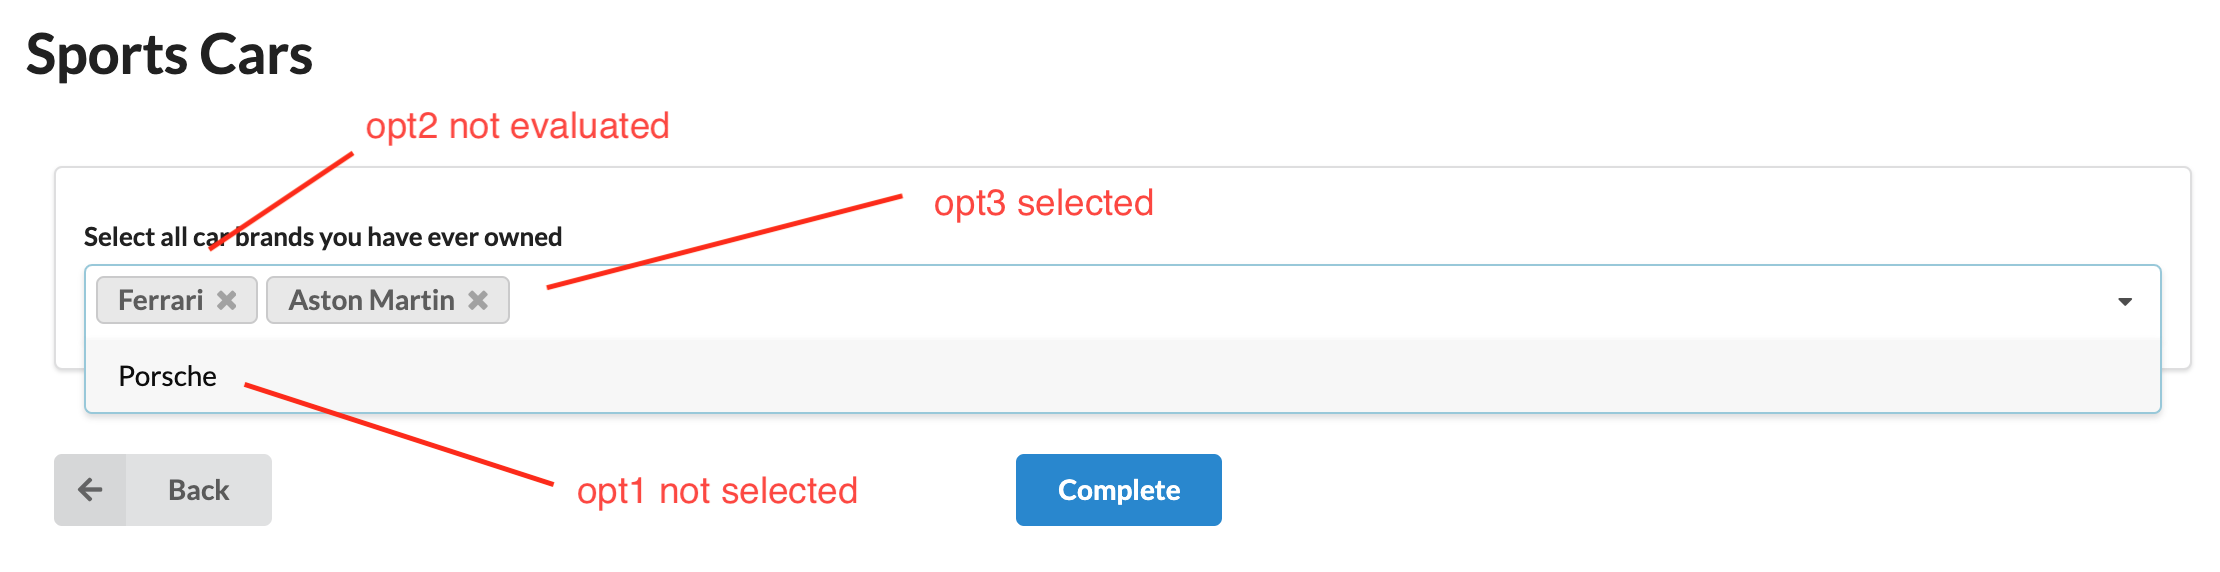 Sports Cars
opt2 not evaluated
opt3 selected
Select all car brands you have ever owned
Ferrari
Aston Martin
Porsche
opt1 not selected
Back
Complete